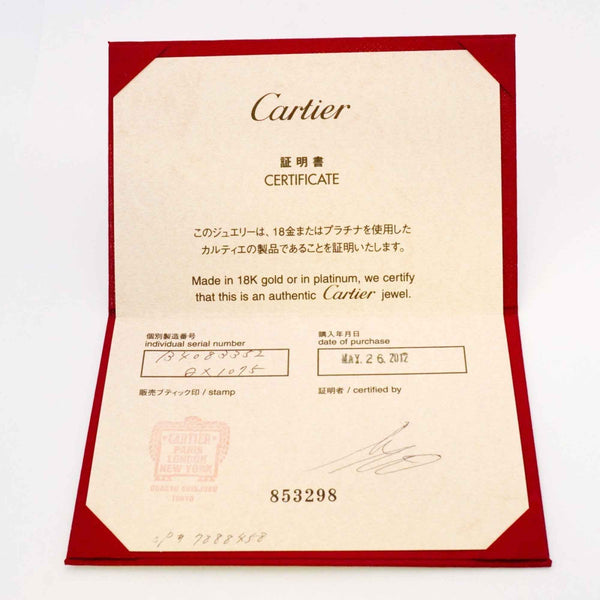 Cartier
証明書
CERTIFICATE
このジュエリーは、18金またはプラチナを使用した
カルティエの製品であることを証明いたします。
Made in 18K gold or in platinum, we certify
that this is an authentic Cartier jewel.
個別製造番号
individual serial number
B4083352
QX1095
購入年月日
date of purchase
MAY. 26. 2012
販売ブティック印 / stamp
証明者 / certified by
CARTIER
PARIS
LONDON
NEW YORK
TOKYO
853298
7388458